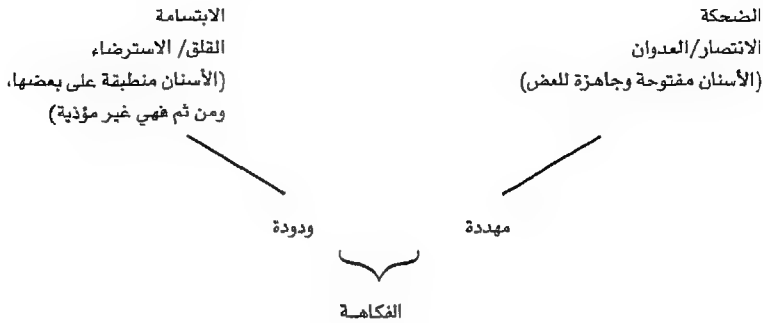 الضحكة
الانتصار/العدوان
(الأسنان مفتوحة وجاهزة للعض)
الابتسامة
القلق/ الاسترضاء
(الأسنان منطبقة على بعضها،
ومن ثم فهي غير مؤذية)
مهددة
ودودة
الفكاهـة